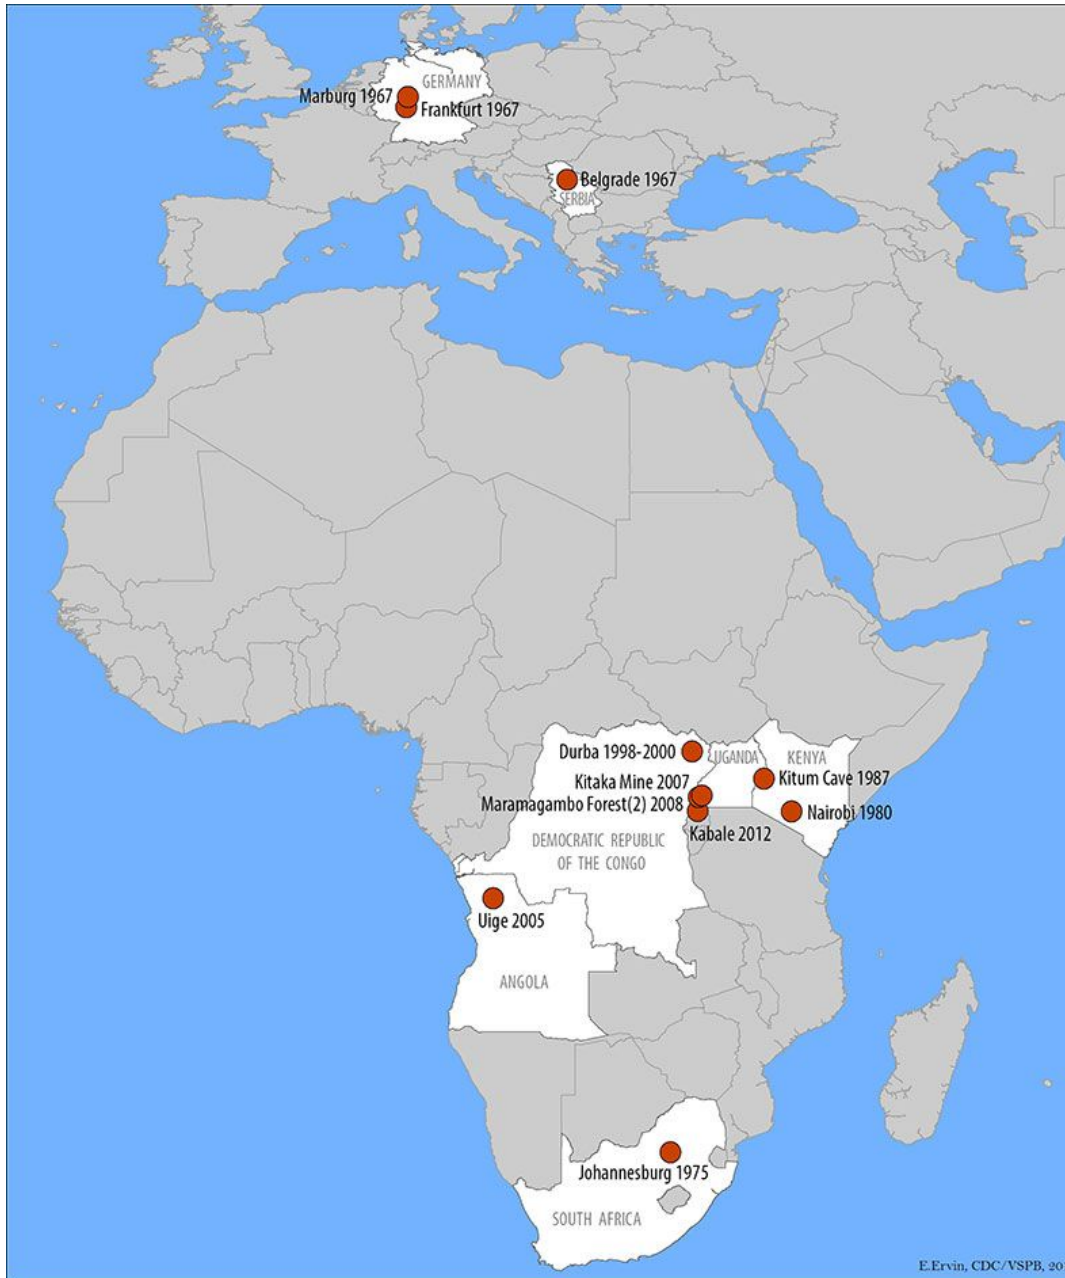 GERMANY
Marburg 1967
Frankfurt 1967
Belgrade 1967
SERBIA
Durba 1998-2000
UGANDA
KENYA
Kitaka Mine 2007
Kitum Cave 1987
Maramagambo Forest(2) 2008
Nairobi 1980
Kabale 2012
DEMOCRATIC REPUBLIC
OF THE CONGO
Uige 2005
ANGOLA
Johannesburg 1975
SOUTH AFRICA
E.Ervin, CDC/VSPB, 20